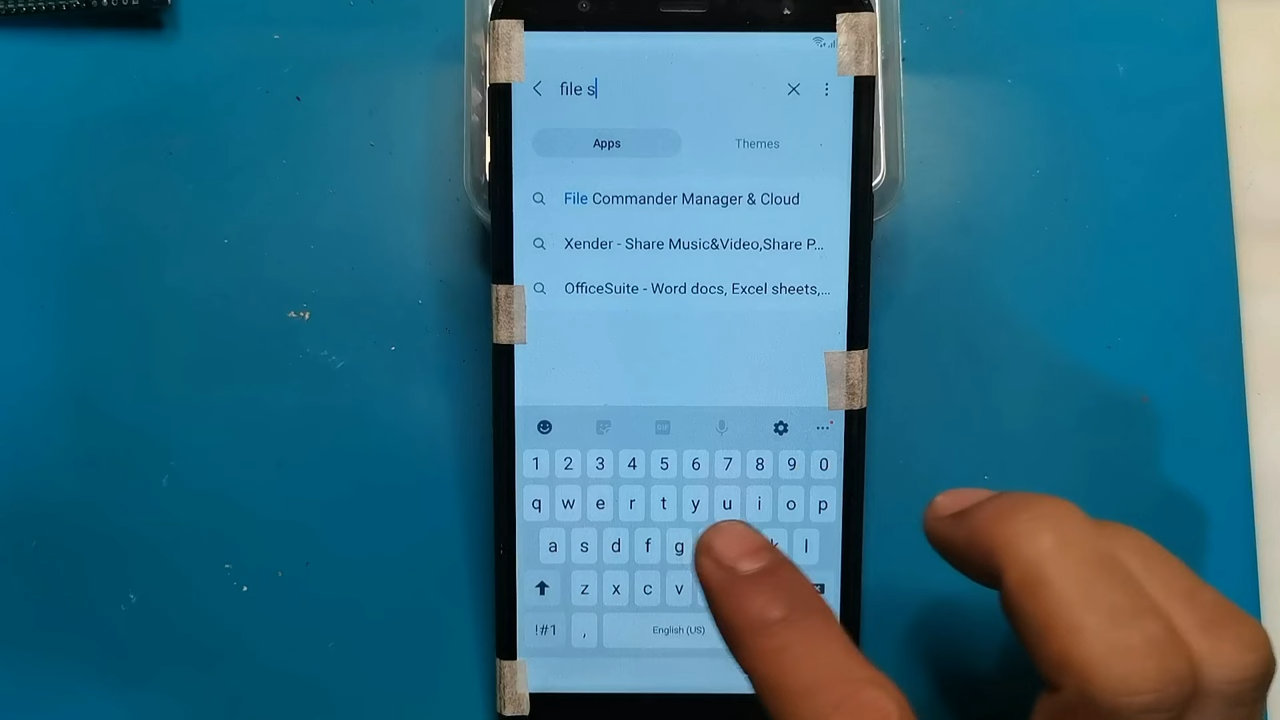 file s
Apps Themes
File Commander Manager & Cloud
Xender - Share Music&Video,Share P...
OfficeSuite - Word docs, Excel sheets,...
GIF
1 2 3 4 5 6 7 8 9 0
q w e r t y u i o p
a s d f g k l
z x c v
!#1 , English (US)